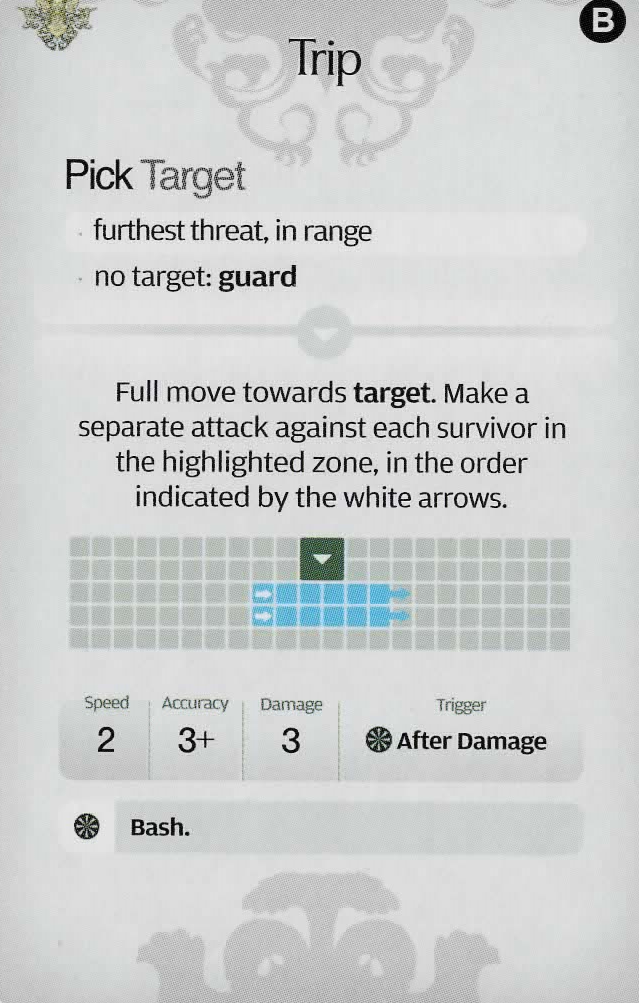 B
Trip
Pick Target
· furthest threat, in range
· no target: guard
Full move towards target. Make a
separate attack against each survivor in
the highlighted zone, in the order
indicated by the white arrows.
Speed Accuracy Damage Trigger
2 3+ 3 After Damage
Bash.